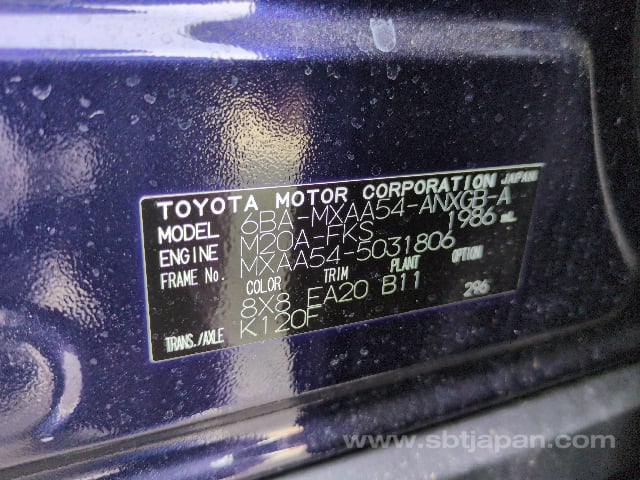 TOYOTA MOTOR CORPORATION JAPAN
MODEL 6BA-MXAA54-ANXGB-A
ENGINE M20A-FKS 1986 mL
FRAME No. MXAA54-5031806
COLOR TRIM PLANT OPTION
8X8 EA20 B11 296
TRANS./AXLE K120F
www.sbtjapan.com